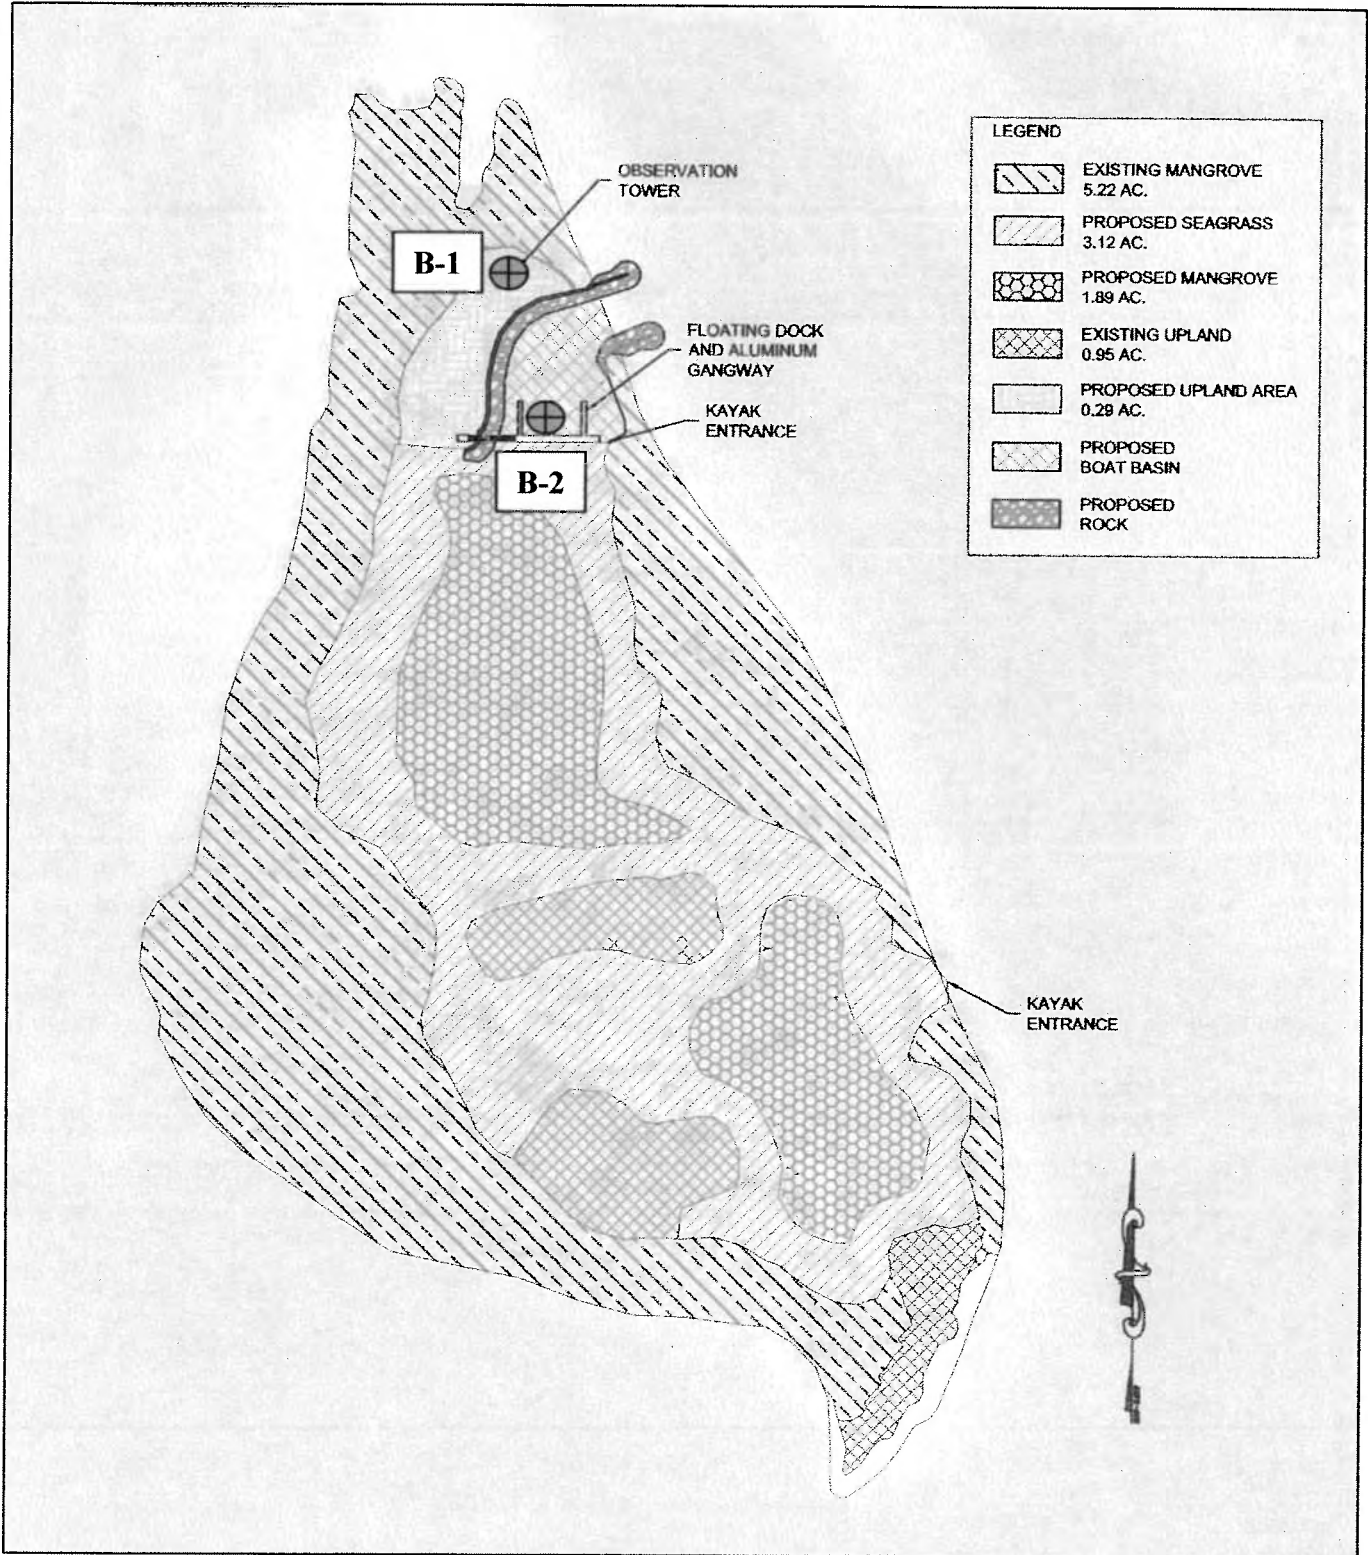 OBSERVATION
TOWER
B-1
FLOATING DOCK
AND ALUMINUM
GANGWAY
KAYAK
ENTRANCE
B-2
LEGEND
EXISTING MANGROVE
5.22 AC.
PROPOSED SEAGRASS
3.12 AC.
PROPOSED MANGROVE
1.89 AC.
EXISTING UPLAND
0.95 AC.
PROPOSED UPLAND AREA
0.29 AC.
PROPOSED
BOAT BASIN
PROPOSED
ROCK
KAYAK
ENTRANCE